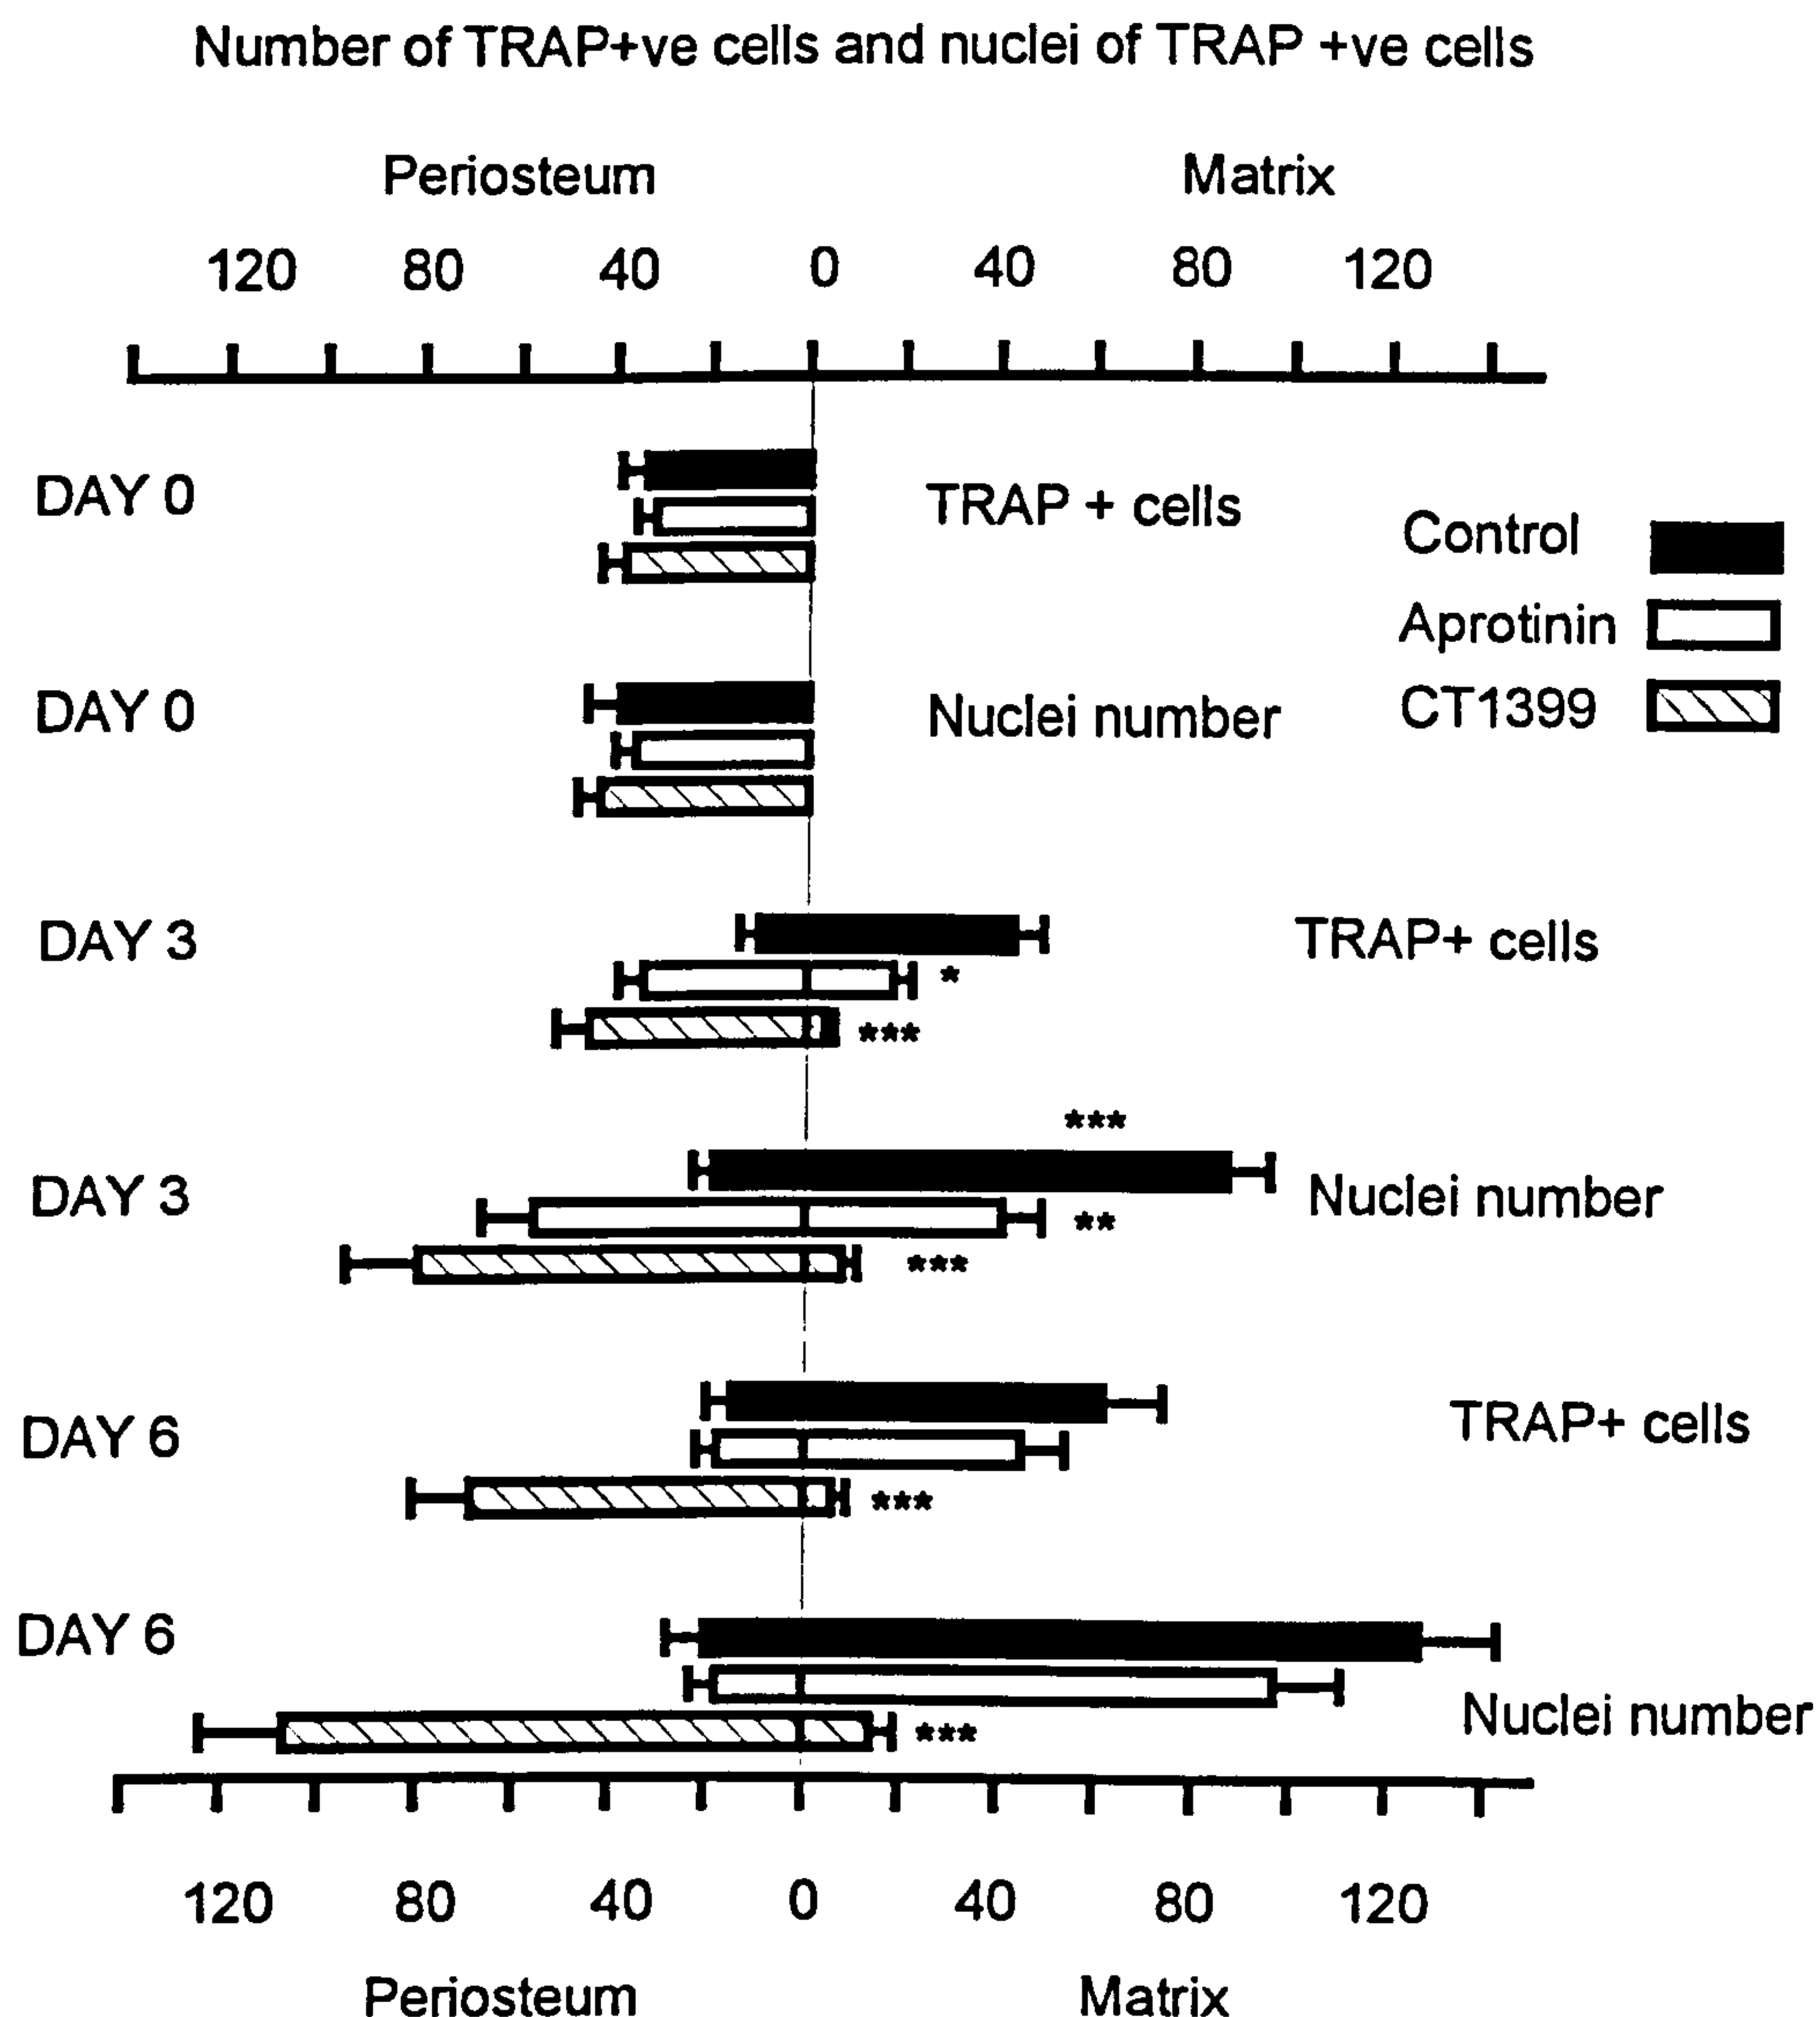 Number of TRAP+ve cells and nuclei of TRAP +ve cells
Periosteum Matrix
120 80 40 0 40 80 120
DAY 0 TRAP + cells
Control
Aprotinin
CT1399
DAY 0 Nuclei number
DAY 3 TRAP+ cells
*
***
***
DAY 3 Nuclei number
**
***
DAY 6 TRAP+ cells
***
DAY 6
Nuclei number
***
120 80 40 0 40 80 120
Periosteum Matrix